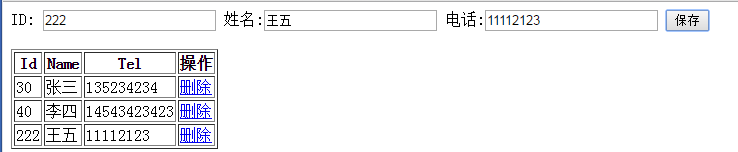 ID: 222 姓名:王五 电话:11112123 保存
Id Name Tel 操作
30 张三 135234234 删除
40 李四 14543423423 删除
222 王五 11112123 删除